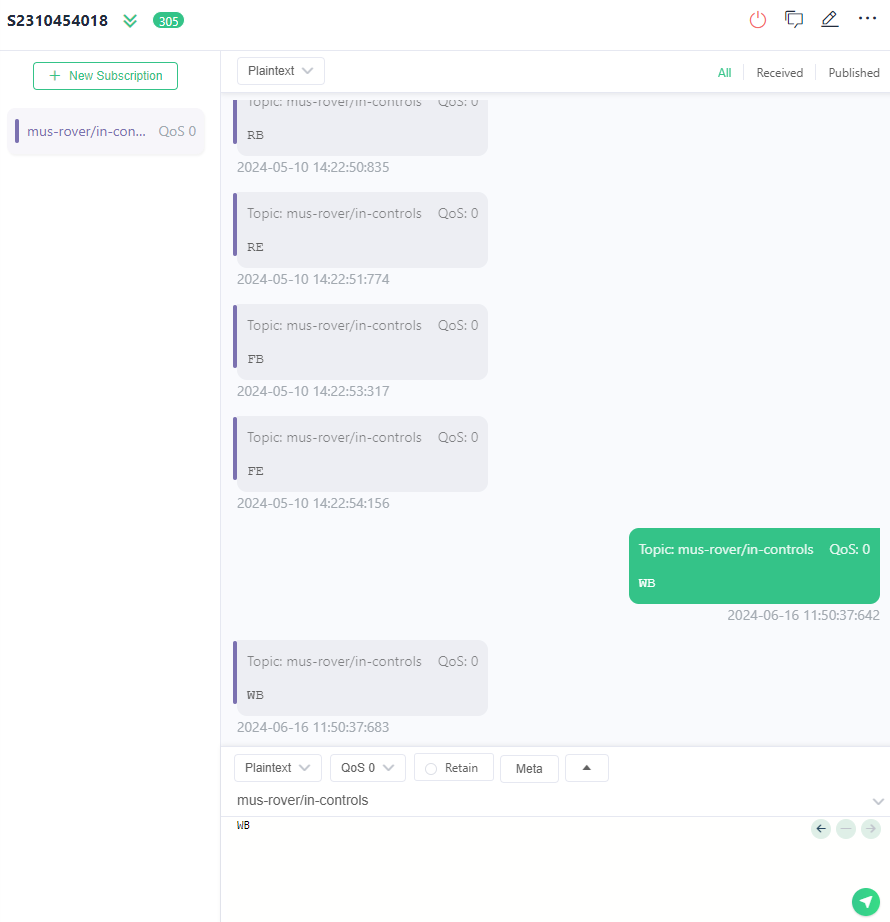 S2310454018
305
New Subscription
mus-rover/in-con... QoS 0
Plaintext
All
Received
Published
Topic: mus-rover/in-controls QoS: 0
RB
2024-05-10 14:22:50:835
Topic: mus-rover/in-controls QoS: 0
RE
2024-05-10 14:22:51:774
Topic: mus-rover/in-controls QoS: 0
FB
2024-05-10 14:22:53:317
Topic: mus-rover/in-controls QoS: 0
FE
2024-05-10 14:22:54:156
Topic: mus-rover/in-controls QoS: 0
WB
2024-06-16 11:50:37:642
Topic: mus-rover/in-controls QoS: 0
WB
2024-06-16 11:50:37:683
Plaintext
QoS 0
Retain
Meta
mus-rover/in-controls
WB